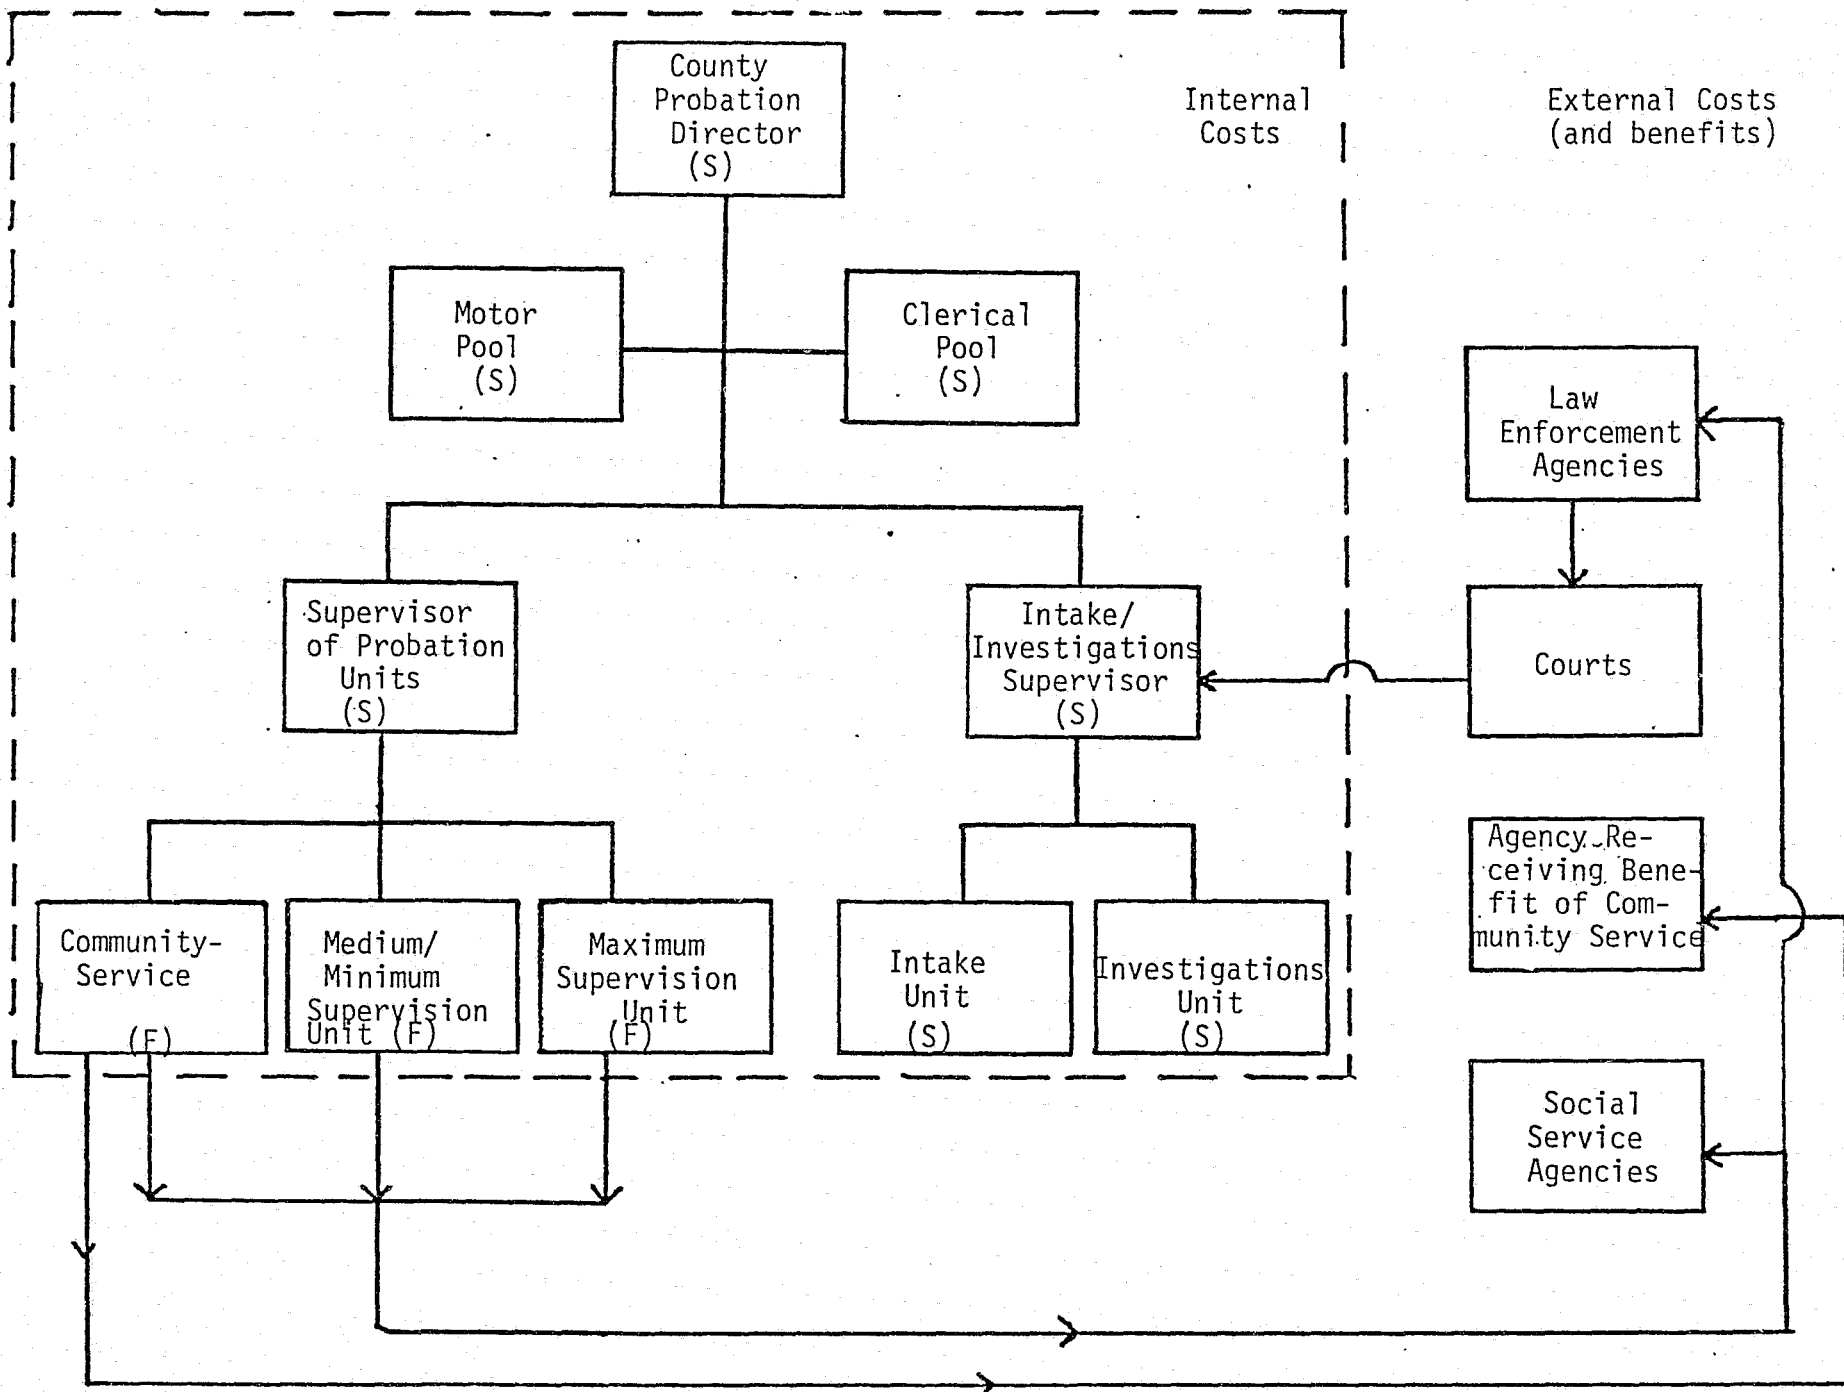 County
Probation
Director
(S)
Internal
Costs
External Costs
(and benefits)
Motor
Pool
(S)
Clerical
Pool
(S)
Law
Enforcement
Agencies
Supervisor
of Probation
Units
(S)
Intake/
Investigations
Supervisor
(S)
Courts
Agency Re-
ceiving Bene-
fit of Com-
munity Service
Community-
Service
(F)
Medium/
Minimum
Supervision
Unit (F)
Maximum
Supervision
Unit
(F)
Intake
Unit
(S)
Investigations
Unit
(S)
Social
Service
Agencies